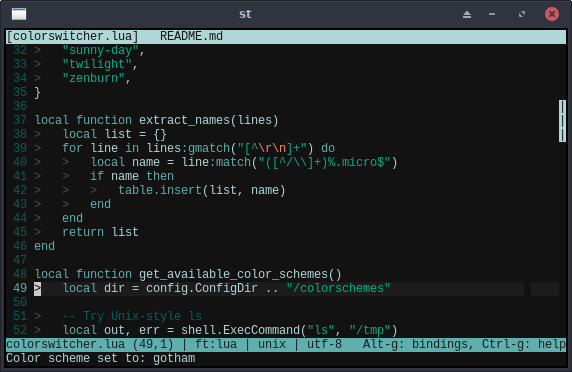 st
[colorswitcher.lua]   README.md
32 >   "sunny-day",
33 >   "twilight",
34 >   "zenburn",
35 }
36
37 local function extract_names(lines)
38 >   local list = {}
39 >   for line in lines:gmatch("[^\r\n]+") do
40 >   >   local name = line:match("([^/\\]+)%.micro$")
41 >   >   if name then
42 >   >   >   table.insert(list, name)
43 >   >   end
44 >   end
45 >   return list
46 end
47
48 local function get_available_color_schemes()
49 >   local dir = config.ConfigDir .. "/colorschemes"
50
51 >   -- Try Unix-style ls
52 >   local out, err = shell.ExecCommand("ls", "/tmp")
colorswitcher.lua (49,1) | ft:lua | unix | utf-8   Alt-g: bindings, Ctrl-g: help
Color scheme set to: gotham